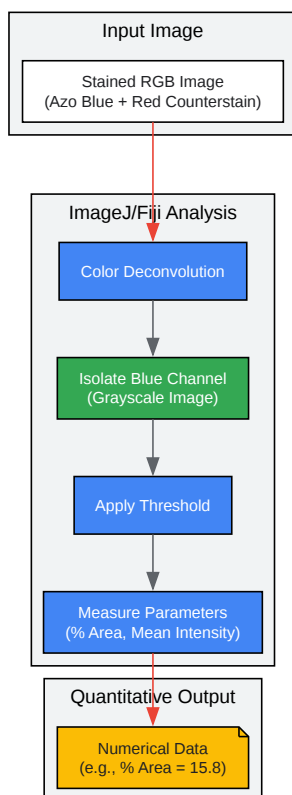 Input Image
Stained RGB Image
(Azo Blue + Red Counterstain)
ImageJ/Fiji Analysis
Color Deconvolution
Isolate Blue Channel
(Grayscale Image)
Apply Threshold
Measure Parameters
(% Area, Mean Intensity)
Quantitative Output
Numerical Data
(e.g., % Area = 15.8)